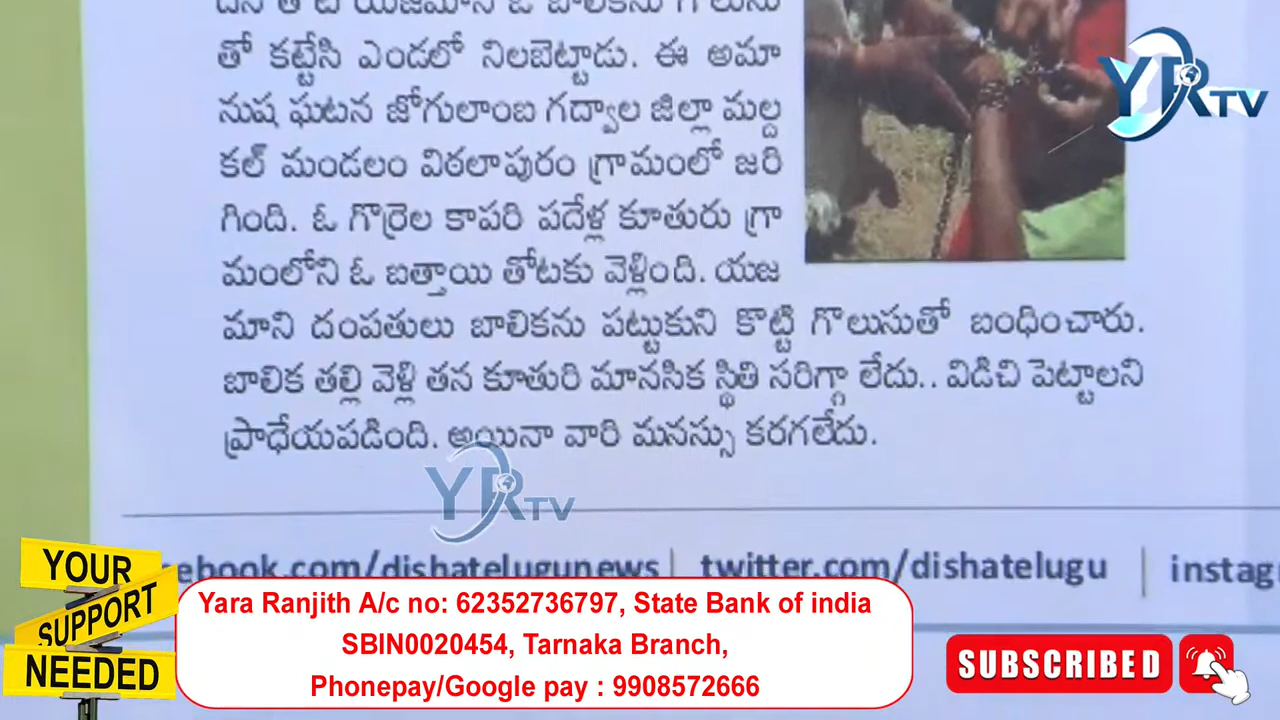 తో కట్టేసి ఎండలో నిలబెట్టాడు. ఈ అమా
నుష ఘటన జోగులాంబ గద్వాల జిల్లా మల్ద
కల్ మండలం విఠలాపురం గ్రామంలో జరి
గింది. ఓ గొర్రెల కాపరి పదేళ్ల కూతురు గ్రా
మంలోని ఓ బత్తాయి తోటకు వెళ్లింది. యజ
మాని దంపతులు బాలికను పట్టుకుని కొట్టి గొలుసుతో బంధించారు.
బాలిక తల్లి వెళ్లి తన కూతురి మానసిక స్థితి సరిగ్గా లేదు.. విడిచి పెట్టాలని
ప్రాధేయపడింది. అయినా వారి మనస్సు కరగలేదు.
YRTV
YRTV
ebook.com/dishatelugunews | twitter.com/dishatelugu | instag
YOUR
SUPPORT
NEEDED
Yara Ranjith A/c no: 62352736797, State Bank of india
SBIN0020454, Tarnaka Branch,
Phonepay/Google pay : 9908572666
SUBSCRIBED